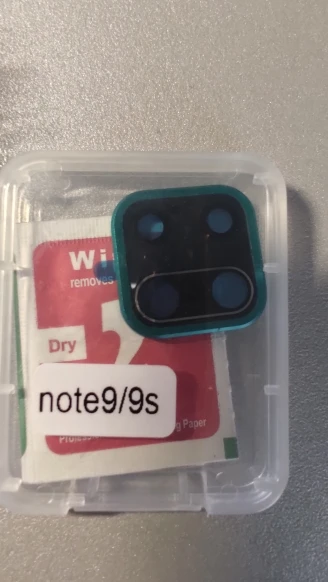 Wi
removes
Dry
2
note9/9s
g Paper